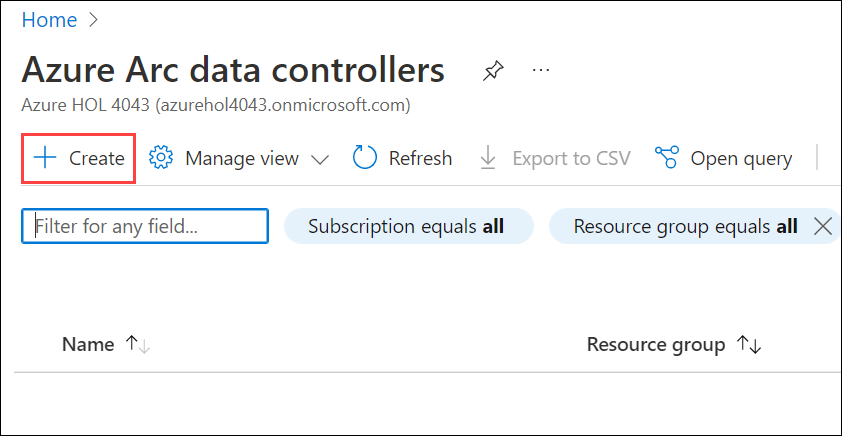 Home
Azure Arc data controllers
Azure HOL 4043 (azurehol4043.onmicrosoft.com)
Create Manage view Refresh Export to CSV Open query
Filter for any field... Subscription equals all Resource group equals all
Name Resource group